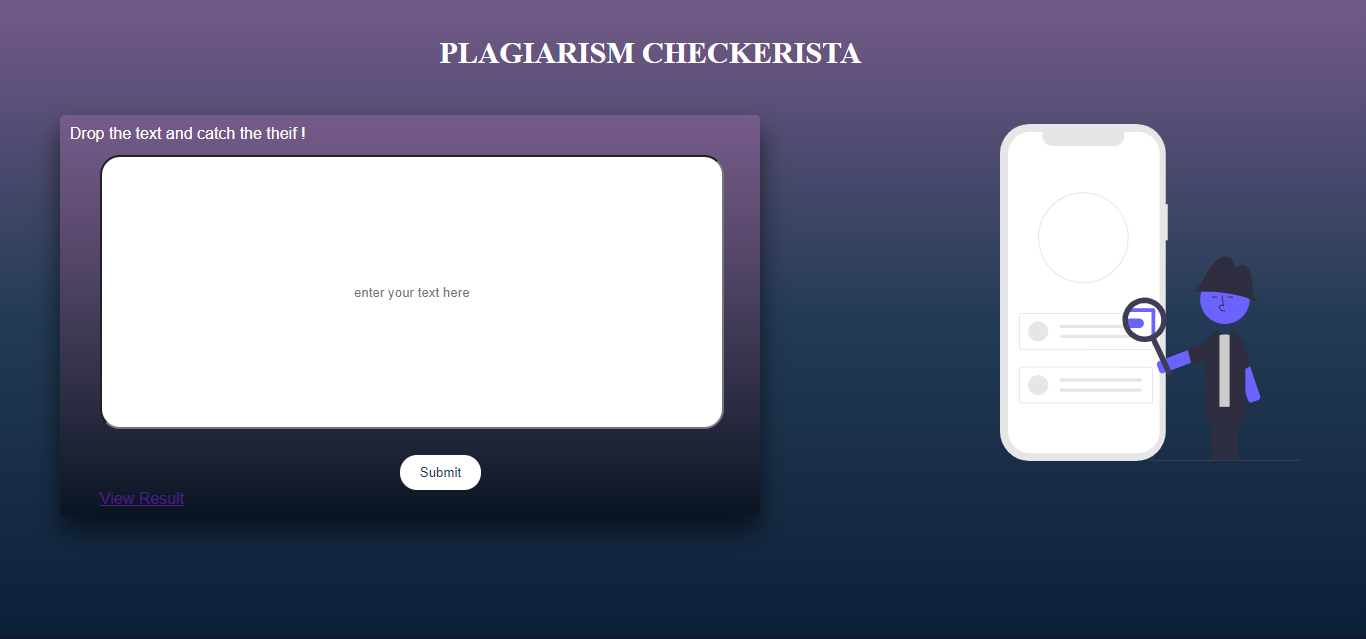 PLAGIARISM CHECKERISTA
Drop the text and catch the theif !
enter your text here
Submit
View Result